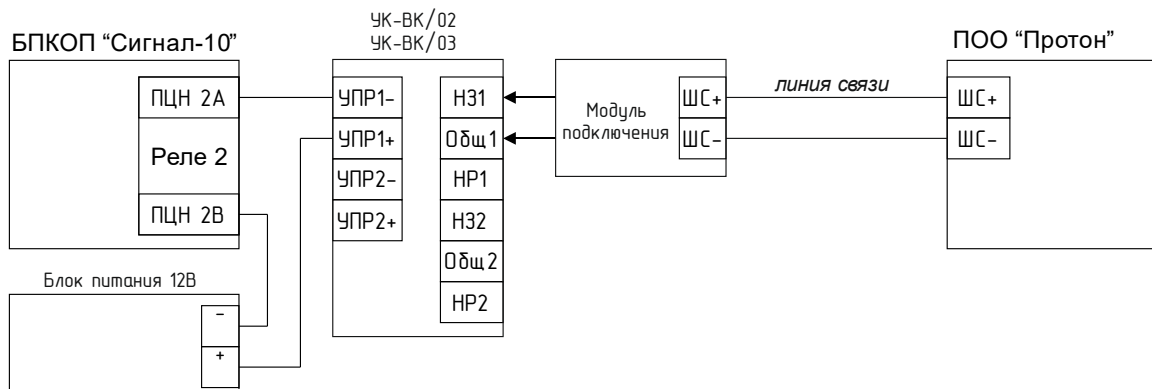 УК-ВК/02
УК-ВК/03
БПКОП “Сигнал-10”
ПОО “Протон”
ПЦН 2А
Реле 2
ПЦН 2В
УПР1-
УПР1+
УПР2-
УПР2+
НЗ1
Общ1
НР1
НЗ2
Общ2
НР2
Модуль
подключения
ШС+
ШС-
линия связи
ШС+
ШС-
Блок питания 12В
-
+